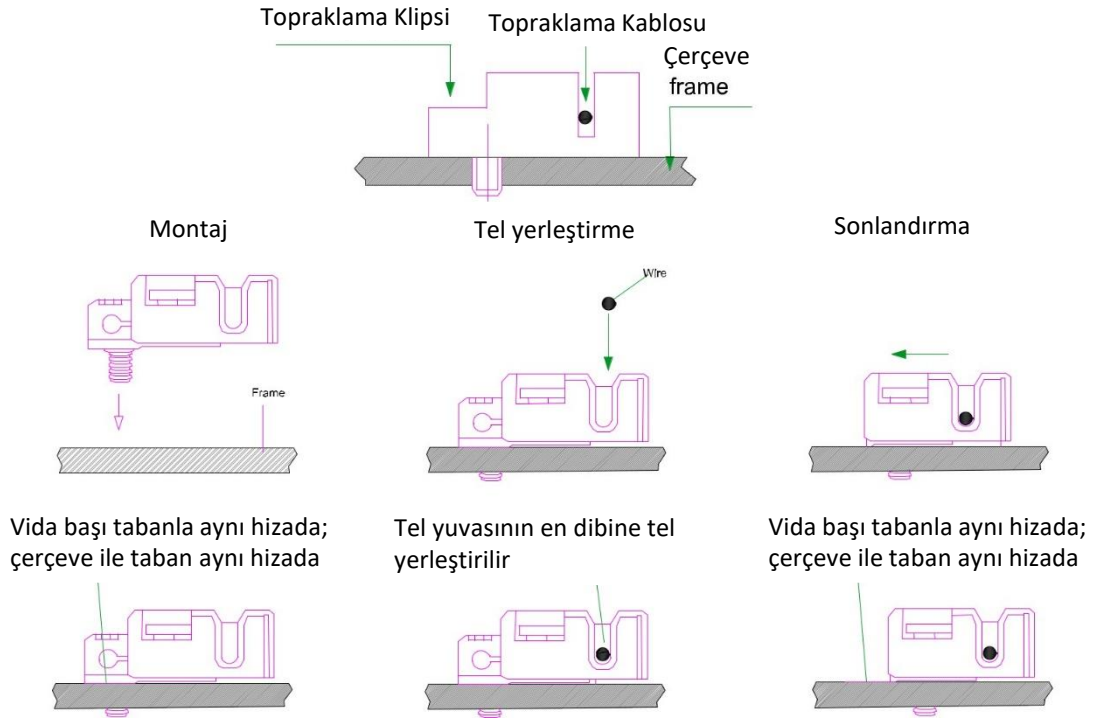 Topraklama Klipsi
Topraklama Kablosu
Çerçeve
frame
Montaj
Tel yerleştirme
Sonlandırma
Wire
Frame
Vida başı tabanla aynı hizada;
çerçeve ile taban aynı hizada
Tel yuvasının en dibine tel
yerleştirilir
Vida başı tabanla aynı hizada;
çerçeve ile taban aynı hizada